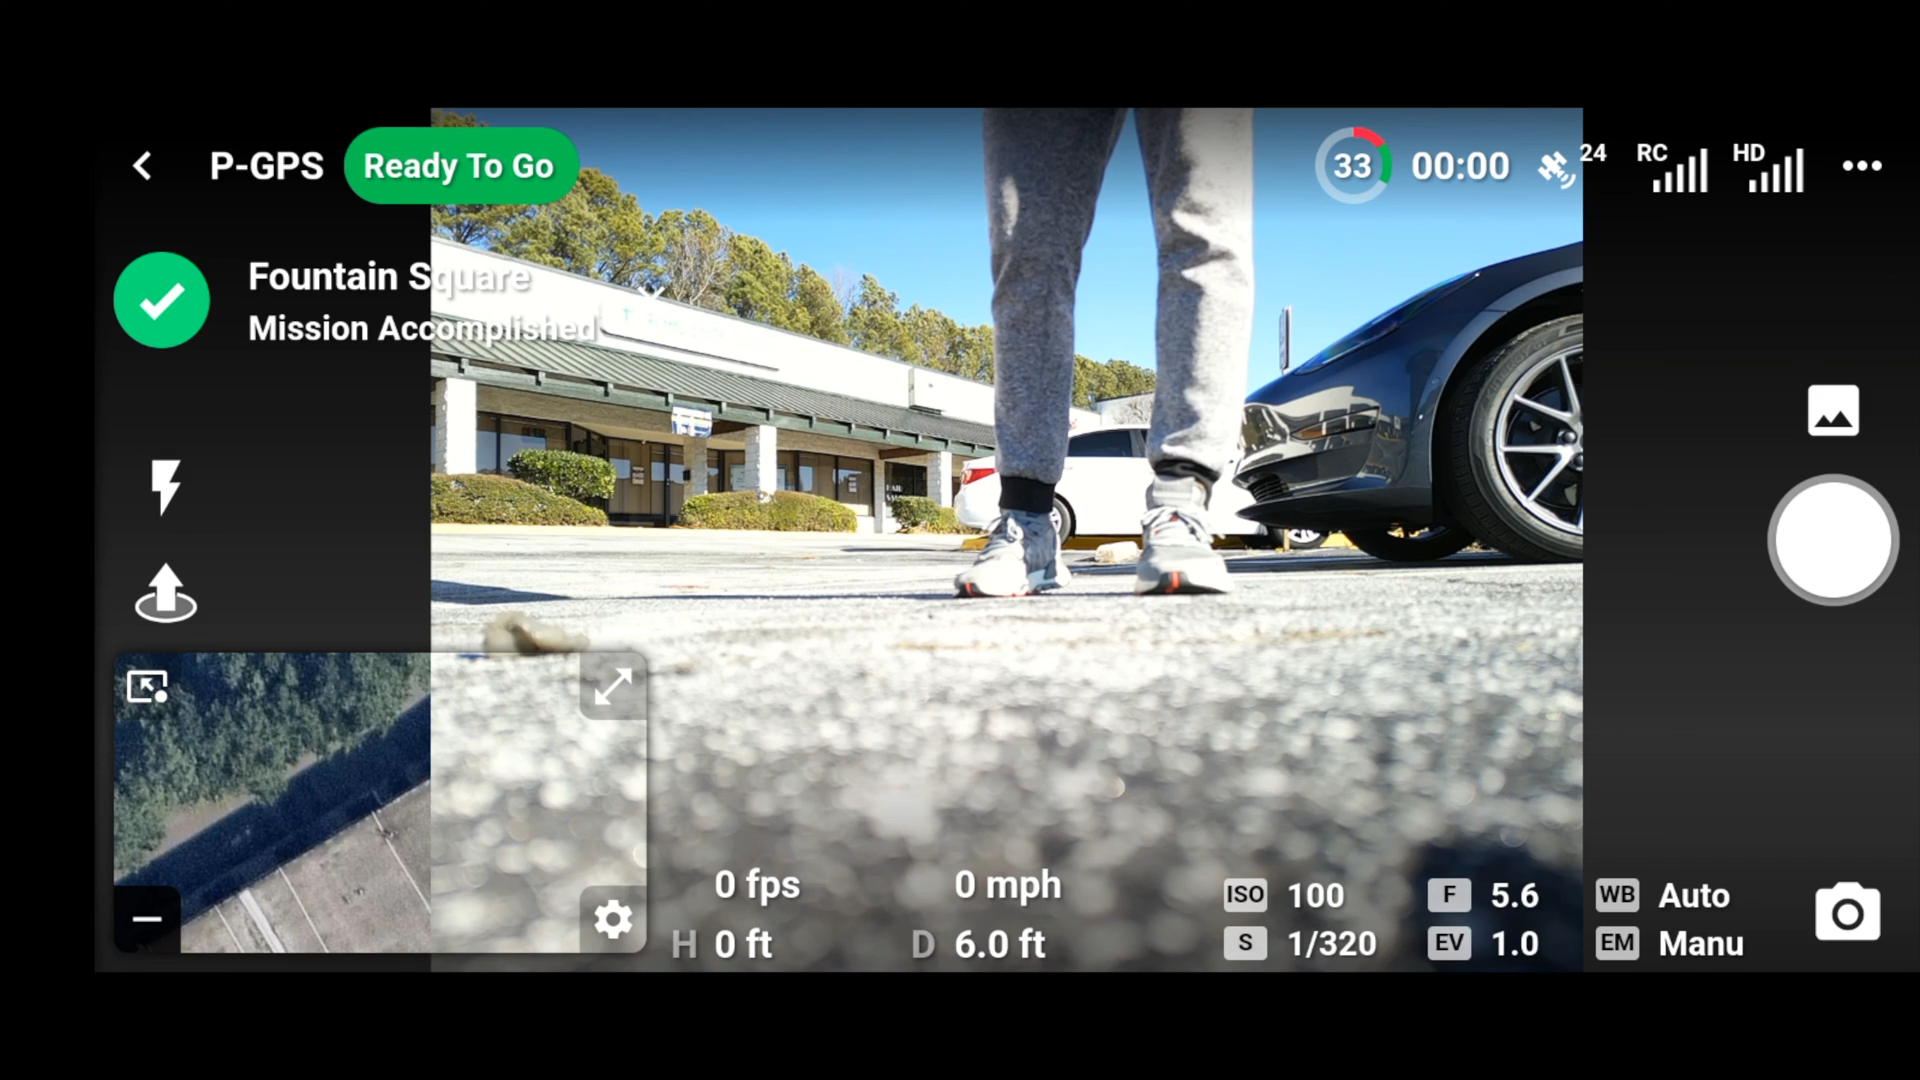 P-GPS
Ready To Go
33
00:00
24
RC
HD
Fountain Square
Mission Accomplished
HAIR
0 fps
0 mph
H 0 ft
D 6.0 ft
ISO 100
F 5.6
WB Auto
S 1/320
EV 1.0
EM Manu